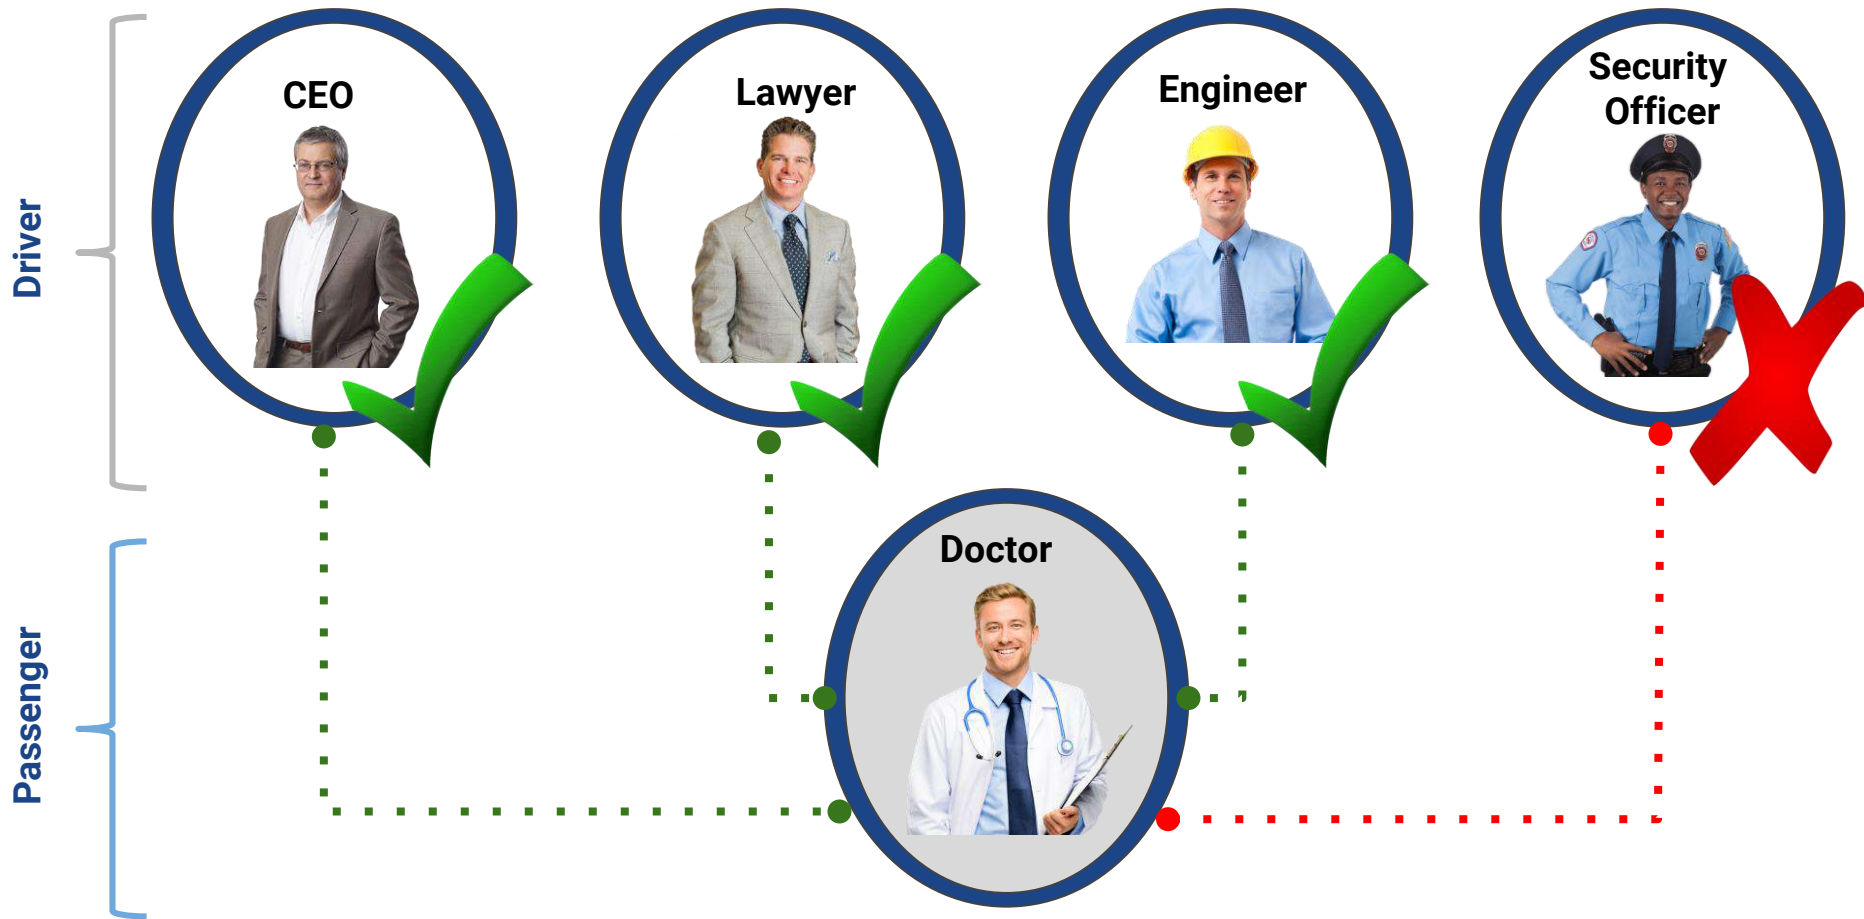 Driver
CEO
Lawyer
Engineer
Security
Officer
Passenger
Doctor